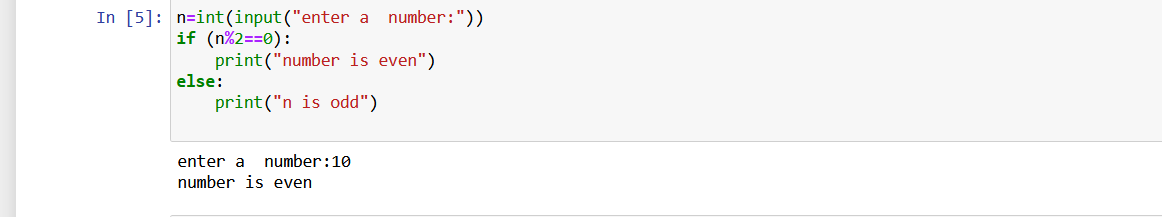 In [5]: n=int(input("enter a  number:"))
if (n%2==0):
    print("number is even")
else:
    print("n is odd")
enter a  number:10
number is even